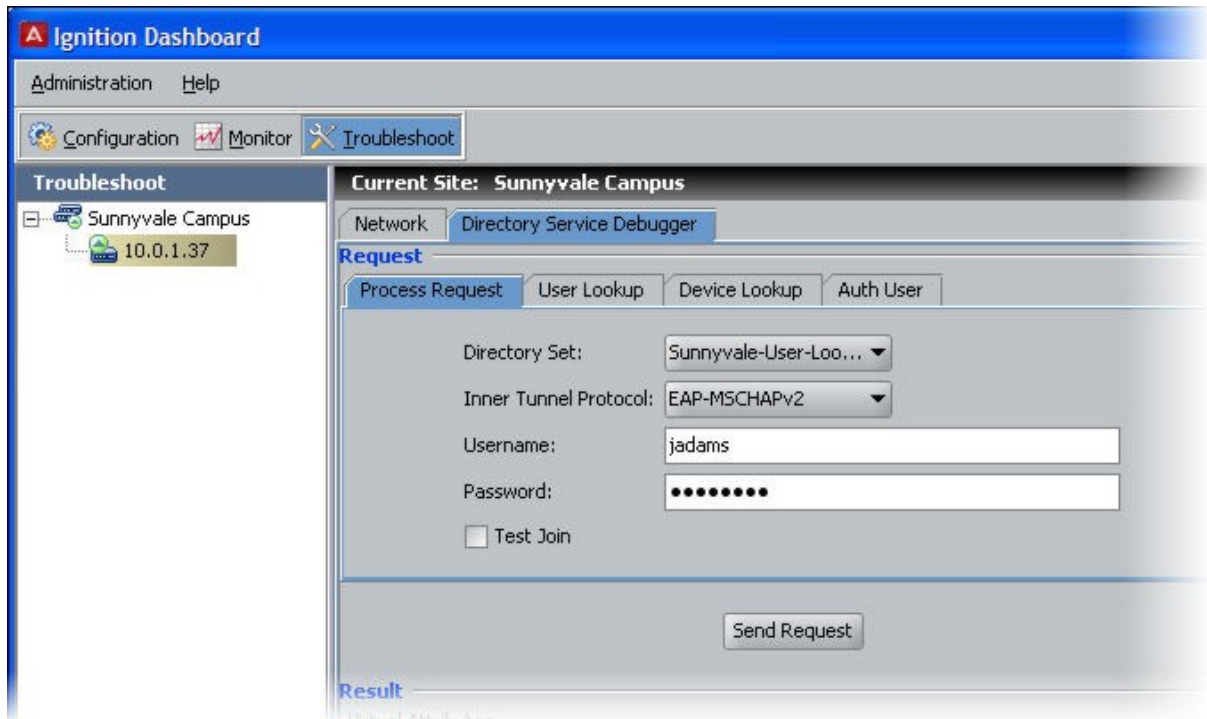 A Ignition Dashboard
Administration Help
Configuration Monitor Troubleshoot
Troubleshoot
Sunnyvale Campus
10.0.1.37
Current Site: Sunnyvale Campus
Network Directory Service Debugger
Request
Process Request User Lookup Device Lookup Auth User
Directory Set: Sunnyvale-User-Loo...
Inner Tunnel Protocol: EAP-MSCHAPv2
Username: jadams
Password: ●●●●●●●●
Test Join
Send Request
Result